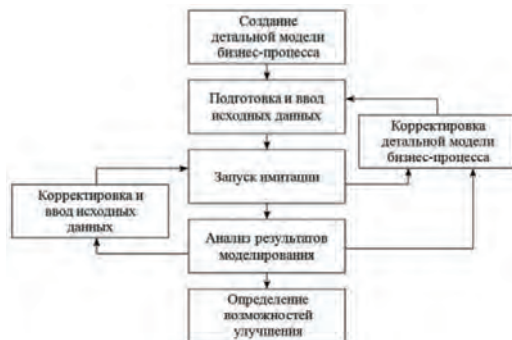 Создание
детальной модели
бизнес-процесса
Подготовка и ввод
исходных данных
Корректировка
детальной модели
бизнес-процесса
Запуск имитации
Корректировка и
ввод исходных
данных
Анализ результатов
моделирования
Определение
возможностей
улучшения